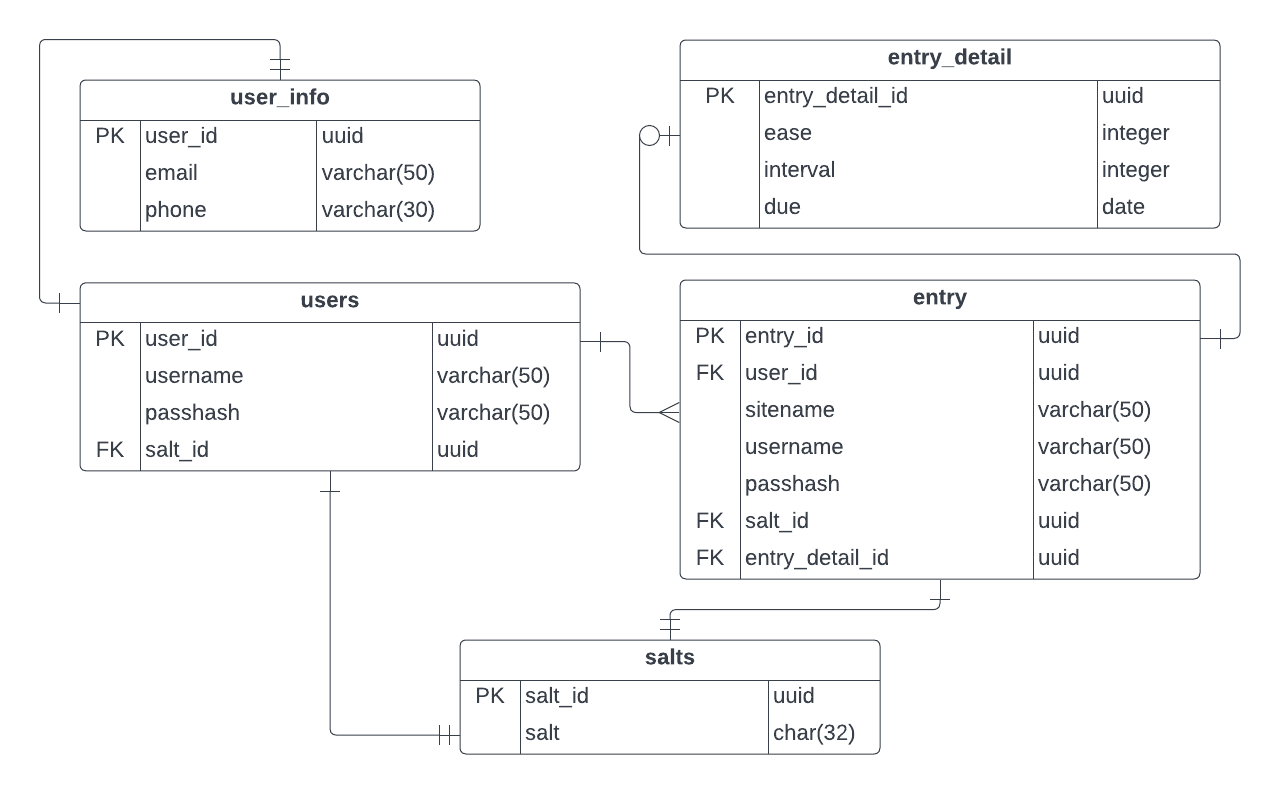 user_info
PK user_id uuid
email varchar(50)
phone varchar(30)
entry_detail
PK entry_detail_id uuid
ease integer
interval integer
due date
users
PK user_id uuid
username varchar(50)
passhash varchar(50)
FK salt_id uuid
entry
PK entry_id uuid
FK user_id uuid
sitename varchar(50)
username varchar(50)
passhash varchar(50)
FK salt_id uuid
FK entry_detail_id uuid
salts
PK salt_id uuid
salt char(32)